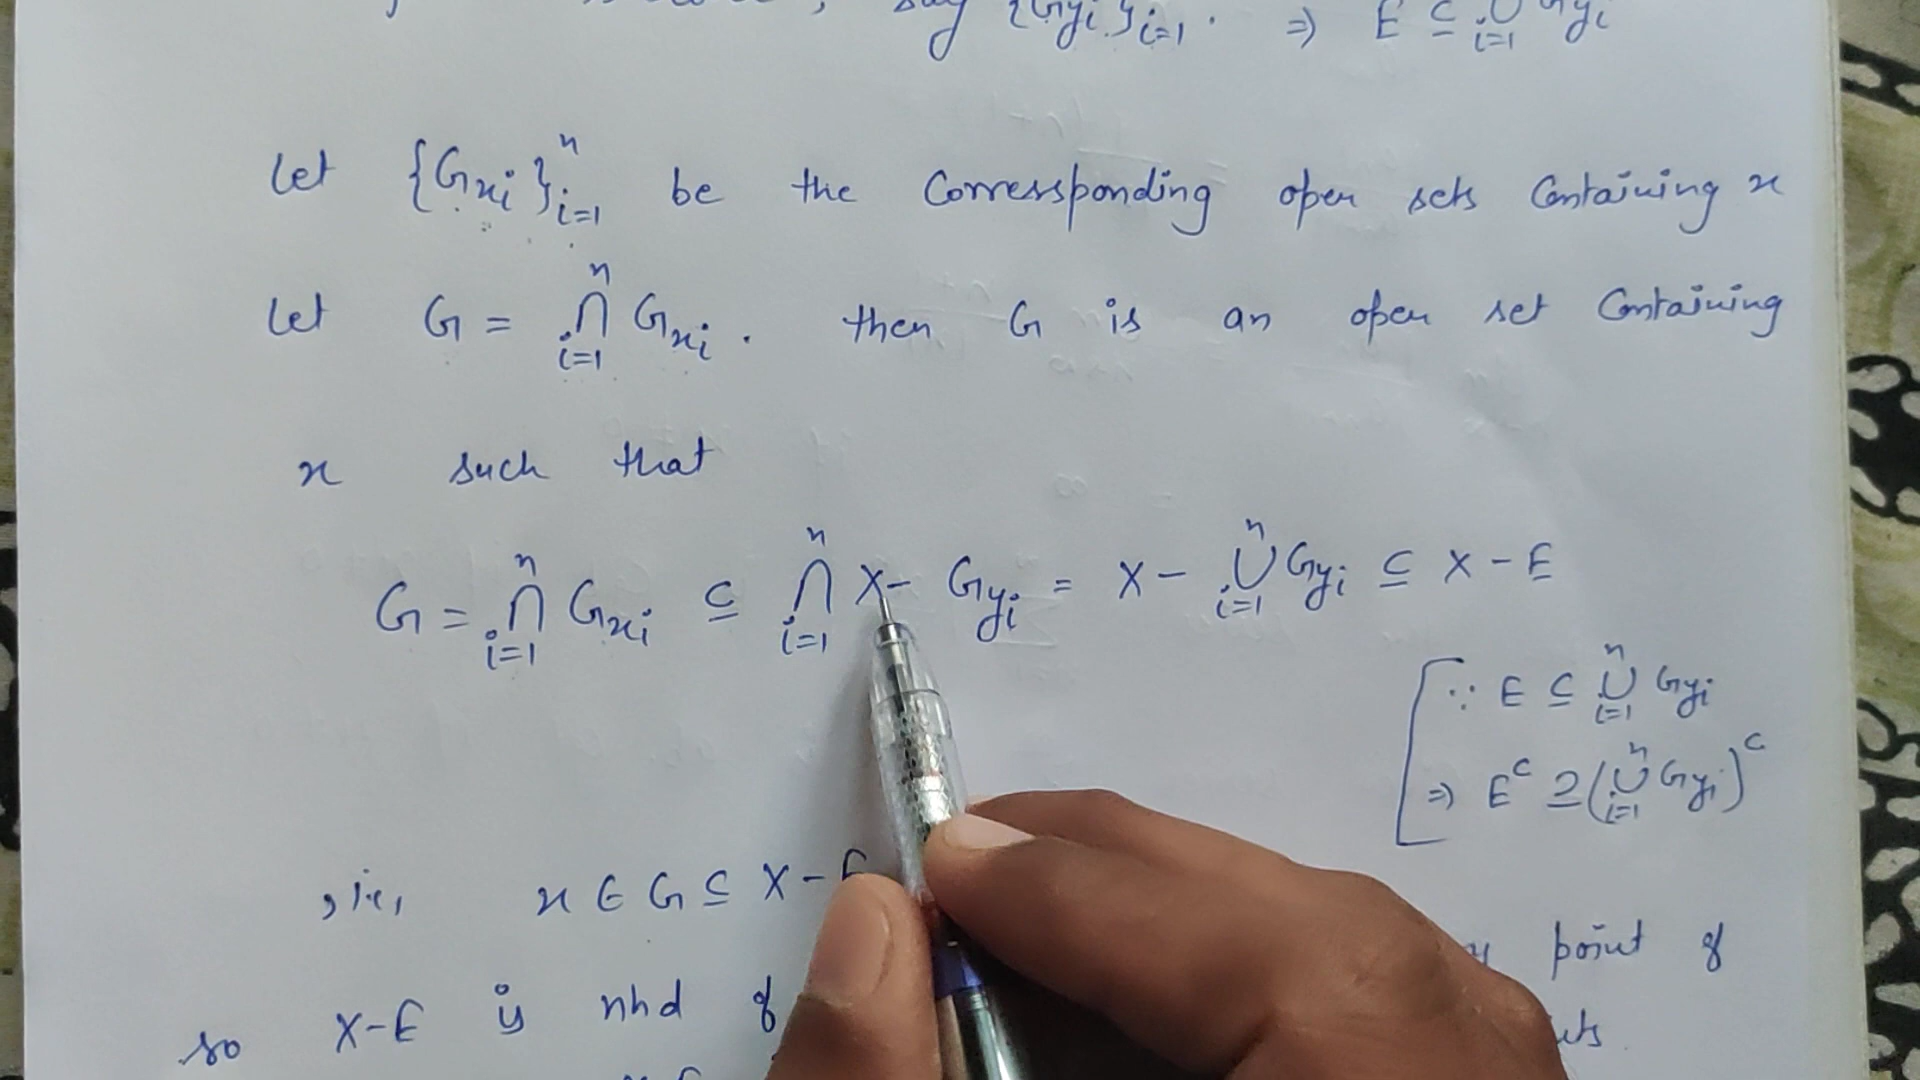 say {Gyi}i=1. ⇒ E ⊆ ∪i=1 Gyi
Let {Gxi}ⁿi=1 be the Corressponding open sets Containing x
Let G = ⋂ⁿi=1 Gxi. then G is an open set Containing
x such that
G = ⋂ⁿi=1 Gxi ⊆ ⋂ⁿi=1 X- Gyi = X - ∪ⁿi=1 Gyi ⊆ X - E
[∵ E ⊆ ∪ⁿi=1 Gyi
⇒ Eᶜ ⊇ (∪ⁿi=1 Gyi)ᶜ
, ie, x ∈ G ⊆ X - E
point of
so X-E is nhd of